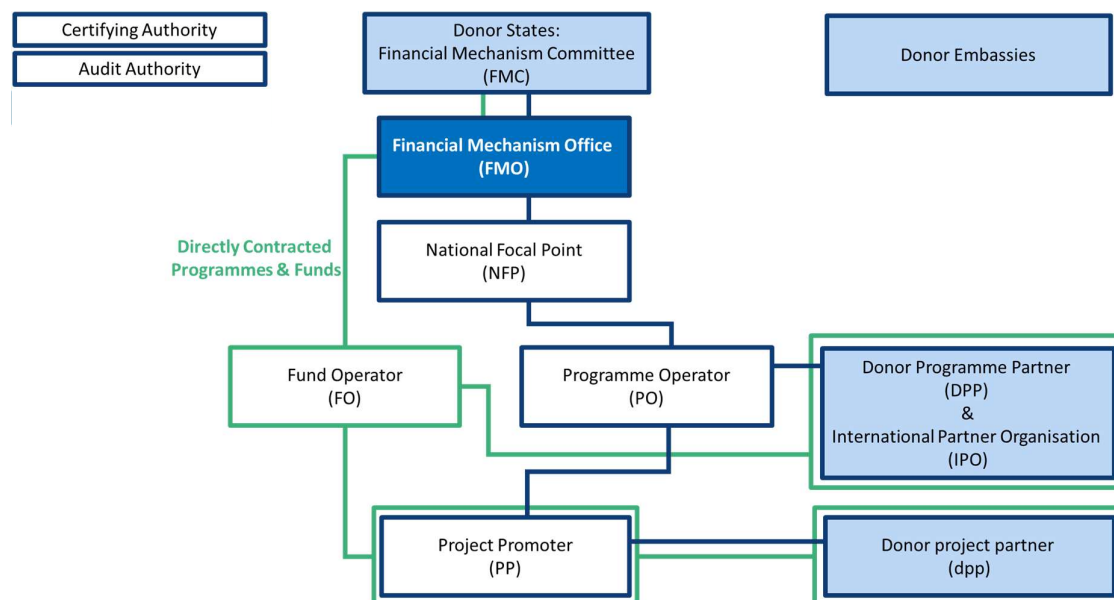 Certifying Authority
Audit Authority
Donor States:
Financial Mechanism Committee
(FMC)
Donor Embassies
Financial Mechanism Office
(FMO)
National Focal Point
(NFP)
Directly Contracted
Programmes & Funds
Fund Operator
(FO)
Programme Operator
(PO)
Donor Programme Partner
(DPP)
&
International Partner Organisation
(IPO)
Project Promoter
(PP)
Donor project partner
(dpp)